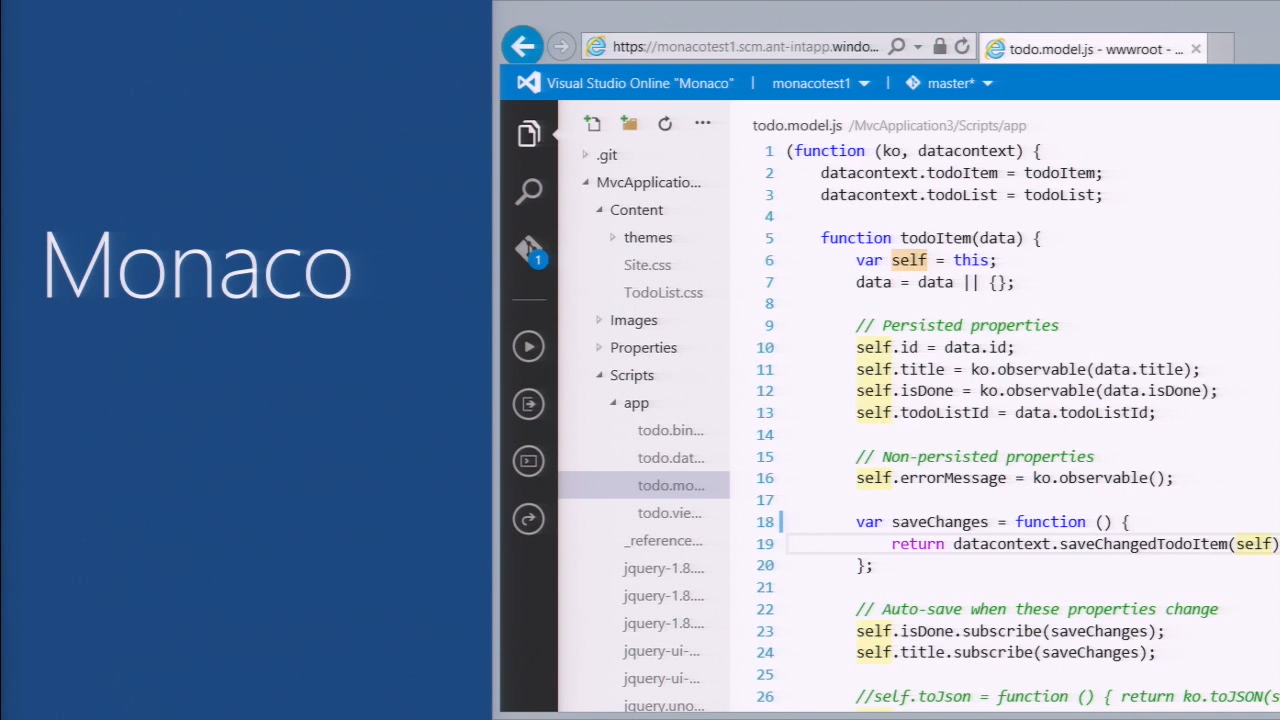 Monaco
https://monacotest1.scm.ant-intapp.windo...
todo.model.js - wwwroot - ...
Visual Studio Online "Monaco" | monacotest1 | master*
.git
MvcApplicatio...
Content
themes
Site.css
TodoList.css
Images
Properties
Scripts
app
todo.bin...
todo.dat...
todo.mo...
todo.vie...
_reference...
jquery-1.8....
jquery-1.8....
jquery-1.8....
jquery-ui-...
jquery-ui-...
jquery.uno...
1
todo.model.js /MvcApplication3/Scripts/app
1 (function (ko, datacontext) {
2 datacontext.todoItem = todoItem;
3 datacontext.todoList = todoList;
4
5 function todoItem(data) {
6 var self = this;
7 data = data || {};
8
9 // Persisted properties
10 self.id = data.id;
11 self.title = ko.observable(data.title);
12 self.isDone = ko.observable(data.isDone);
13 self.todoListId = data.todoListId;
14
15 // Non-persisted properties
16 self.errorMessage = ko.observable();
17
18 var saveChanges = function () {
19 return datacontext.saveChangedTodoItem(self)
20 };
21
22 // Auto-save when these properties change
23 self.isDone.subscribe(saveChanges);
24 self.title.subscribe(saveChanges);
25
26 //self.toJson = function () { return ko.toJSON(s